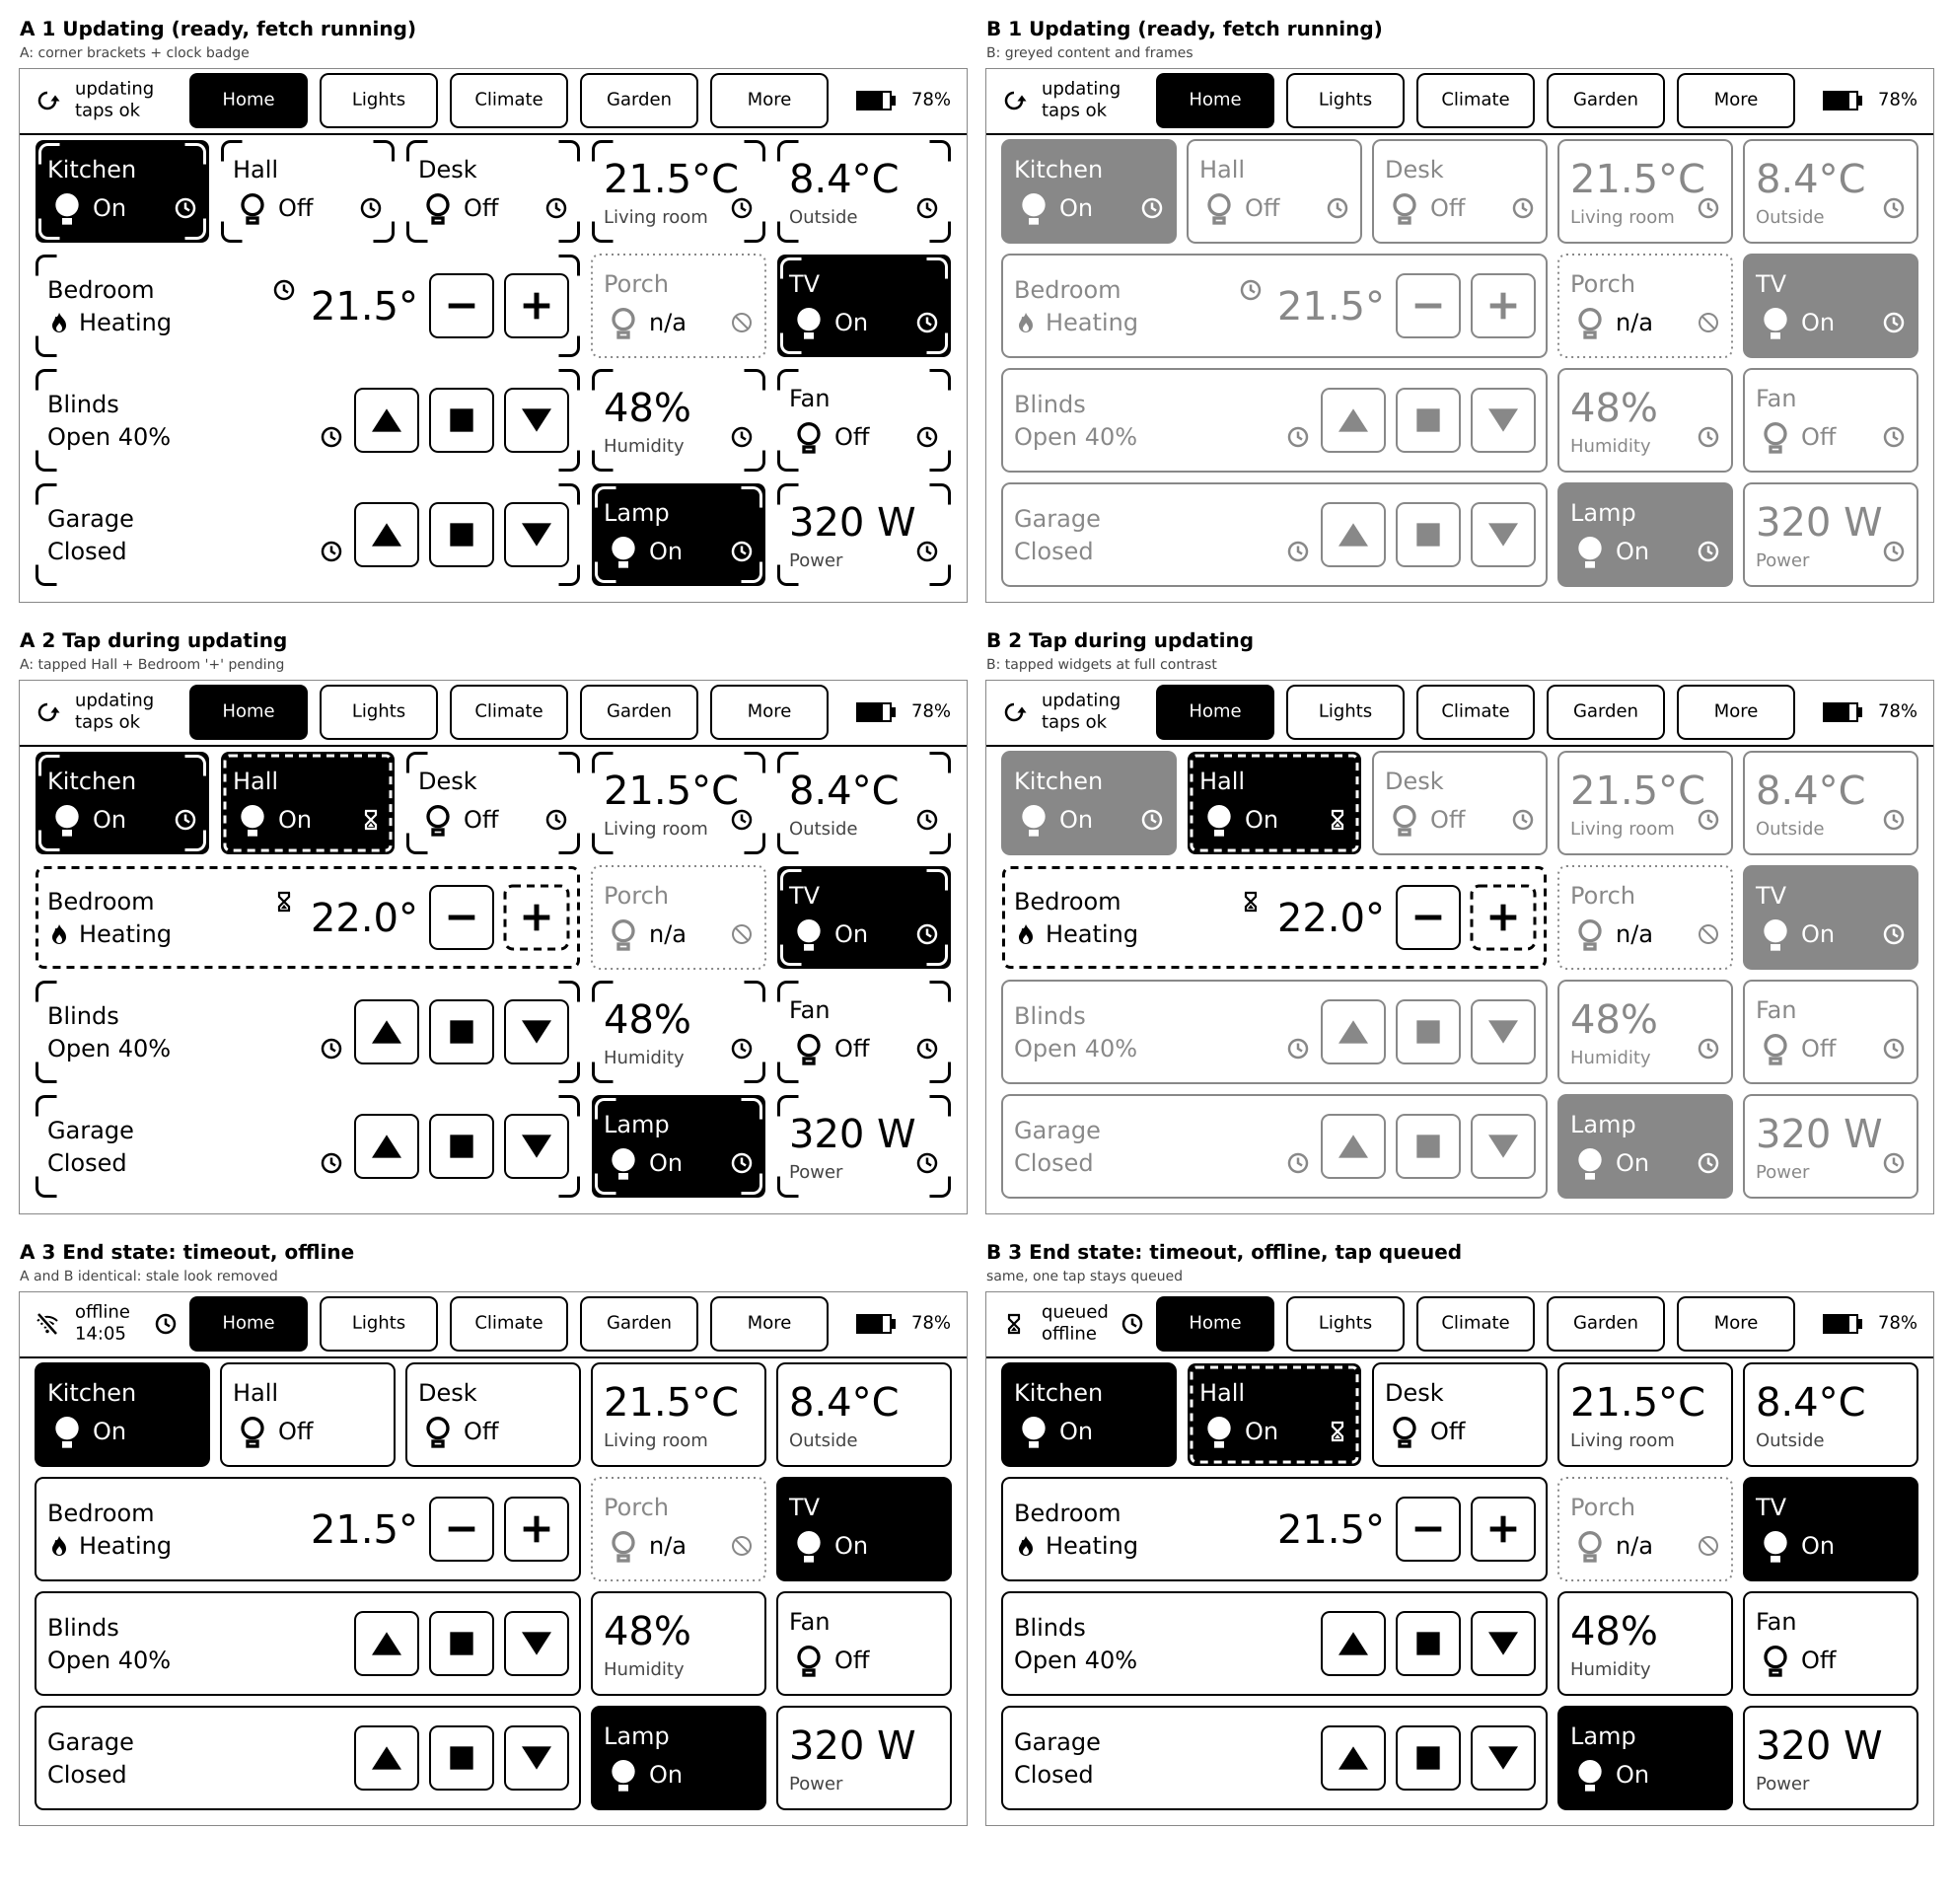 A 1 Updating (ready, fetch running)
A: corner brackets + clock badge
updating
taps ok
Home
Lights
Climate
Garden
More
78%
Kitchen
On
Hall
Off
Desk
Off
21.5°C
Living room
8.4°C
Outside
Bedroom
Heating
21.5°
Porch
n/a
TV
On
Blinds
Open 40%
48%
Humidity
Fan
Off
Garage
Closed
Lamp
On
320 W
Power
B 1 Updating (ready, fetch running)
B: greyed content and frames
updating
taps ok
Home
Lights
Climate
Garden
More
78%
Kitchen
On
Hall
Off
Desk
Off
21.5°C
Living room
8.4°C
Outside
Bedroom
Heating
21.5°
Porch
n/a
TV
On
Blinds
Open 40%
48%
Humidity
Fan
Off
Garage
Closed
Lamp
On
320 W
Power
A 2 Tap during updating
A: tapped Hall + Bedroom '+' pending
updating
taps ok
Home
Lights
Climate
Garden
More
78%
Kitchen
On
Hall
On
Desk
Off
21.5°C
Living room
8.4°C
Outside
Bedroom
Heating
22.0°
Porch
n/a
TV
On
Blinds
Open 40%
48%
Humidity
Fan
Off
Garage
Closed
Lamp
On
320 W
Power
B 2 Tap during updating
B: tapped widgets at full contrast
updating
taps ok
Home
Lights
Climate
Garden
More
78%
Kitchen
On
Hall
On
Desk
Off
21.5°C
Living room
8.4°C
Outside
Bedroom
Heating
22.0°
Porch
n/a
TV
On
Blinds
Open 40%
48%
Humidity
Fan
Off
Garage
Closed
Lamp
On
320 W
Power
A 3 End state: timeout, offline
A and B identical: stale look removed
offline
14:05
Home
Lights
Climate
Garden
More
78%
Kitchen
On
Hall
Off
Desk
Off
21.5°C
Living room
8.4°C
Outside
Bedroom
Heating
21.5°
Porch
n/a
TV
On
Blinds
Open 40%
48%
Humidity
Fan
Off
Garage
Closed
Lamp
On
320 W
Power
B 3 End state: timeout, offline, tap queued
same, one tap stays queued
queued
offline
Home
Lights
Climate
Garden
More
78%
Kitchen
On
Hall
On
Desk
Off
21.5°C
Living room
8.4°C
Outside
Bedroom
Heating
21.5°
Porch
n/a
TV
On
Blinds
Open 40%
48%
Humidity
Fan
Off
Garage
Closed
Lamp
On
320 W
Power